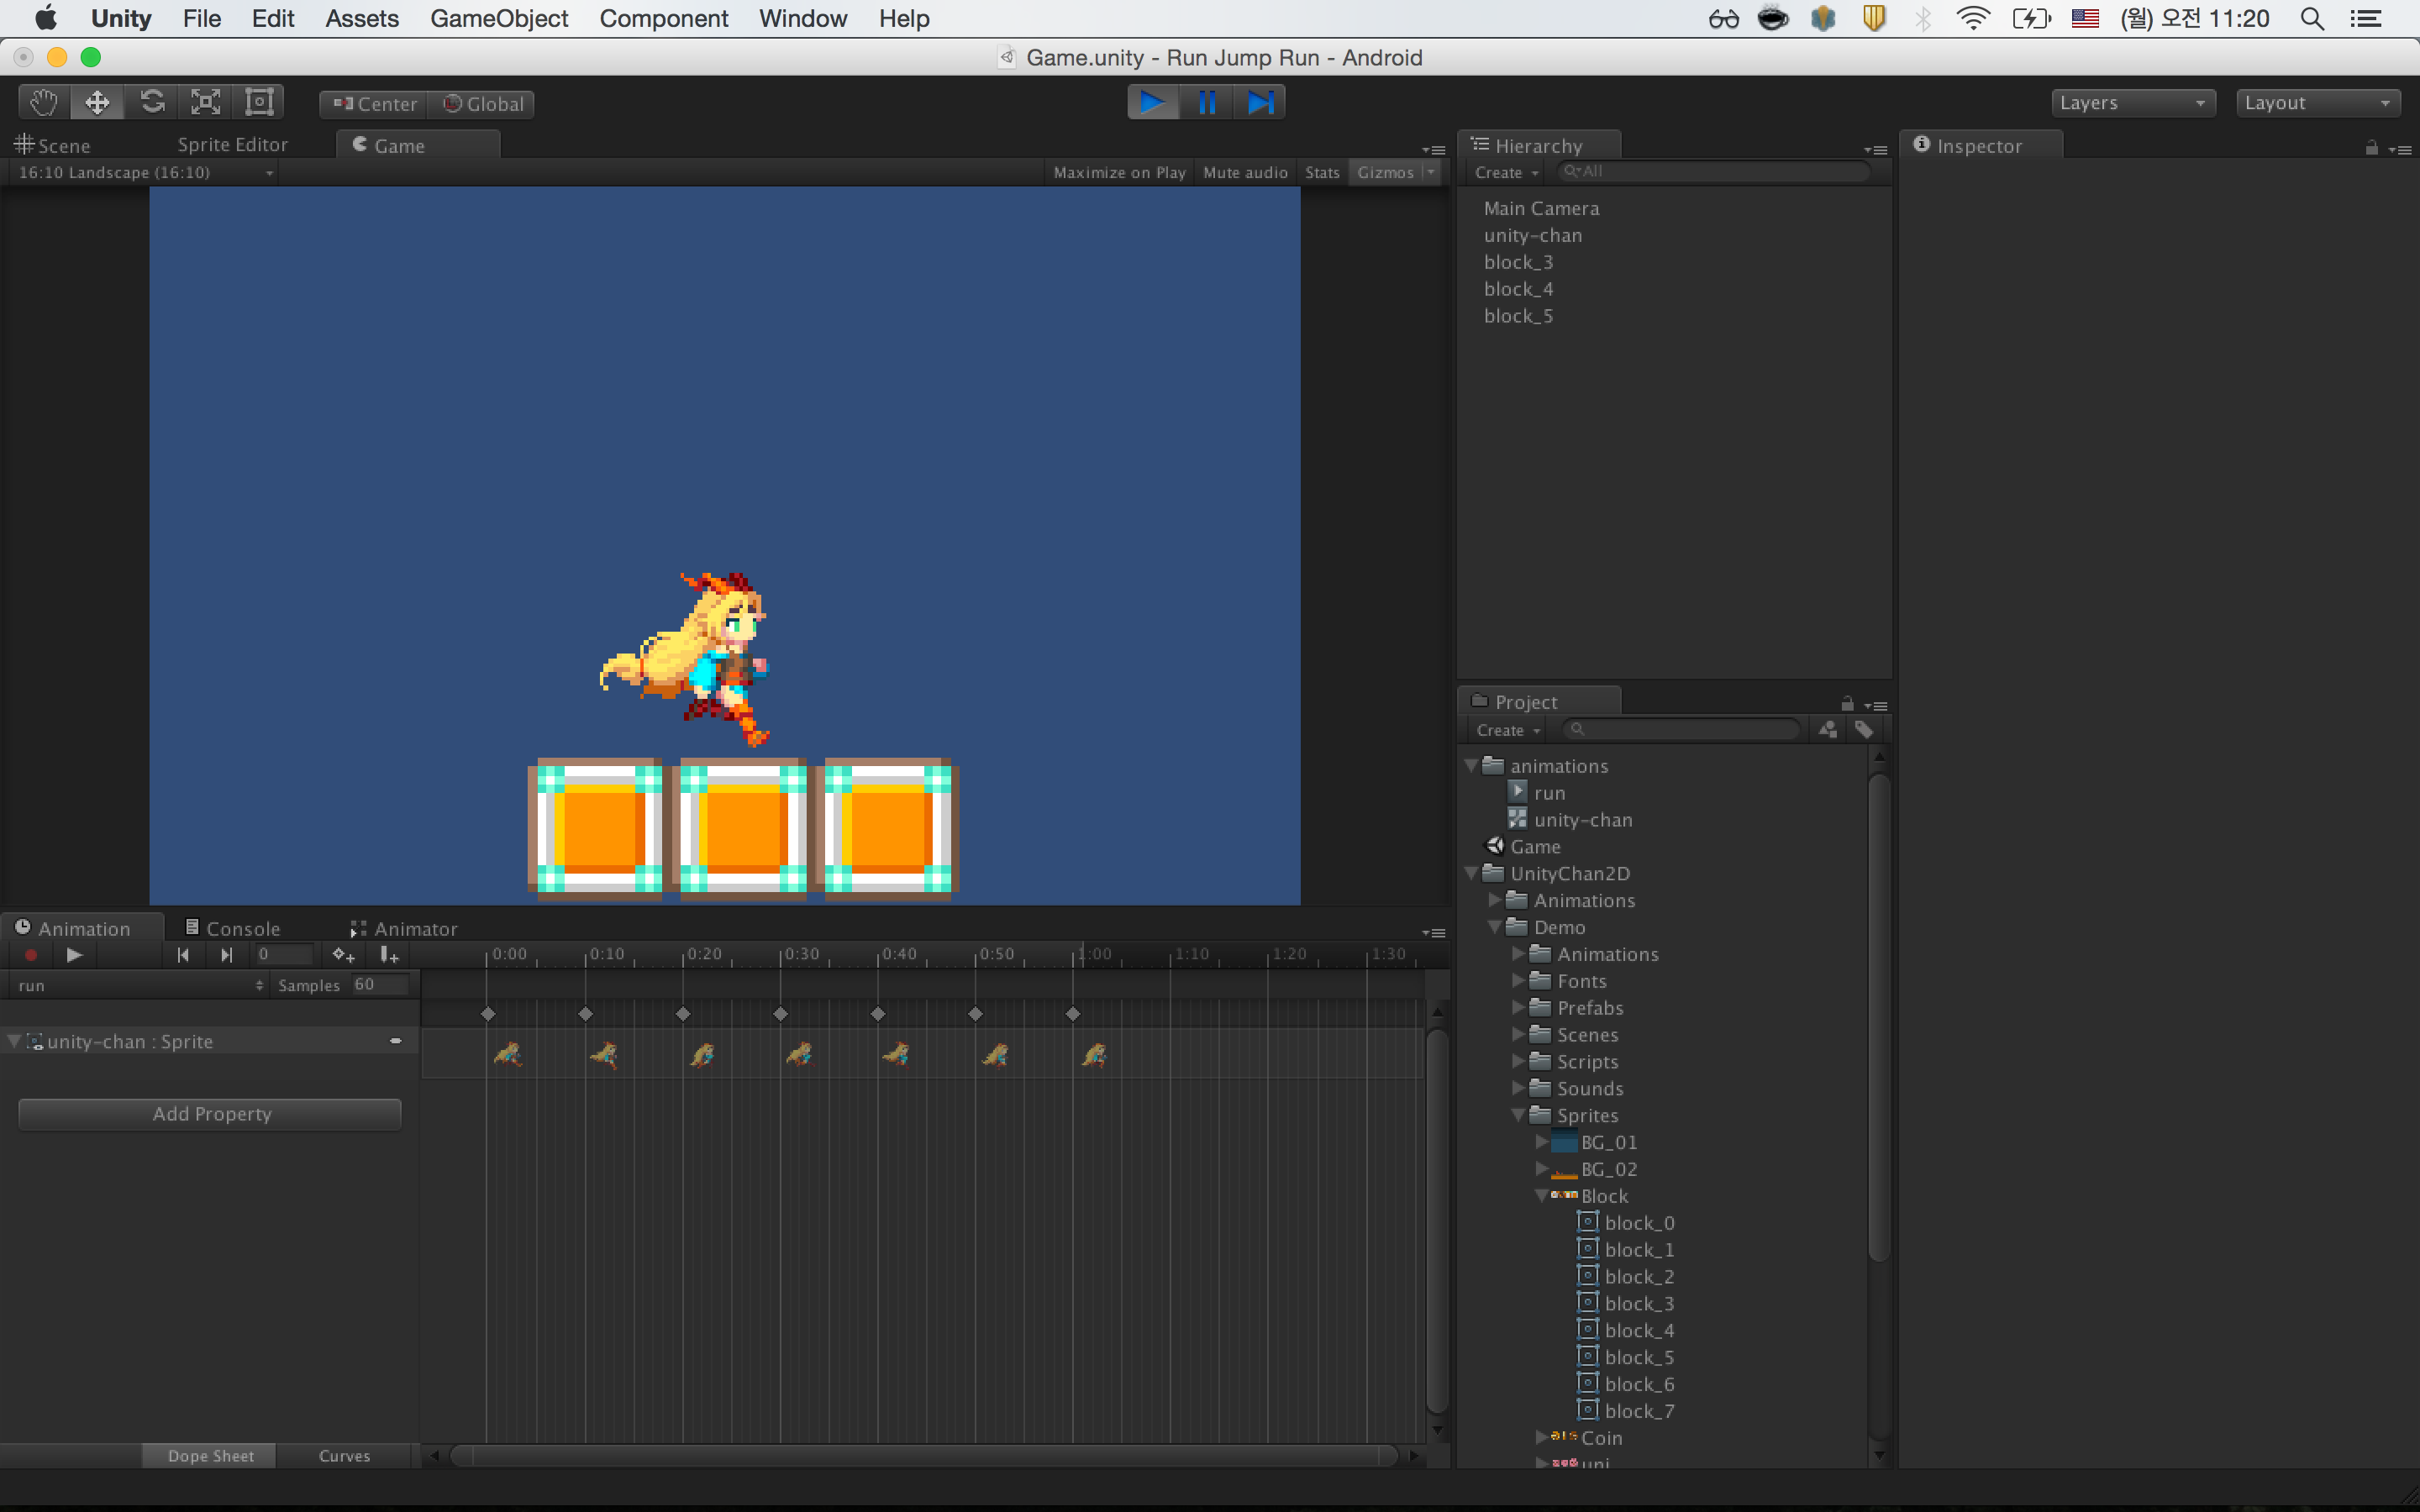 Unity File Edit Assets GameObject Component Window Help (월) 오전 11:20
Game.unity - Run Jump Run - Android
Center Global Layers Layout
Scene Sprite Editor Game
16:10 Landscape (16:10) Maximize on Play Mute audio Stats Gizmos
Hierarchy
Create All
Main Camera
unity-chan
block_3
block_4
block_5
Inspector
Project
Create
animations
run
unity-chan
Game
UnityChan2D
Animations
Demo
Animations
Fonts
Prefabs
Scenes
Scripts
Sounds
Sprites
BG_01
BG_02
Block
block_0
block_1
block_2
block_3
block_4
block_5
block_6
block_7
Coin
uni
Animation Console Animator
0 0:00 0:10 0:20 0:30 0:40 0:50 1:00 1:10 1:20 1:30
run Samples 60
unity-chan : Sprite
Add Property
Dope Sheet Curves